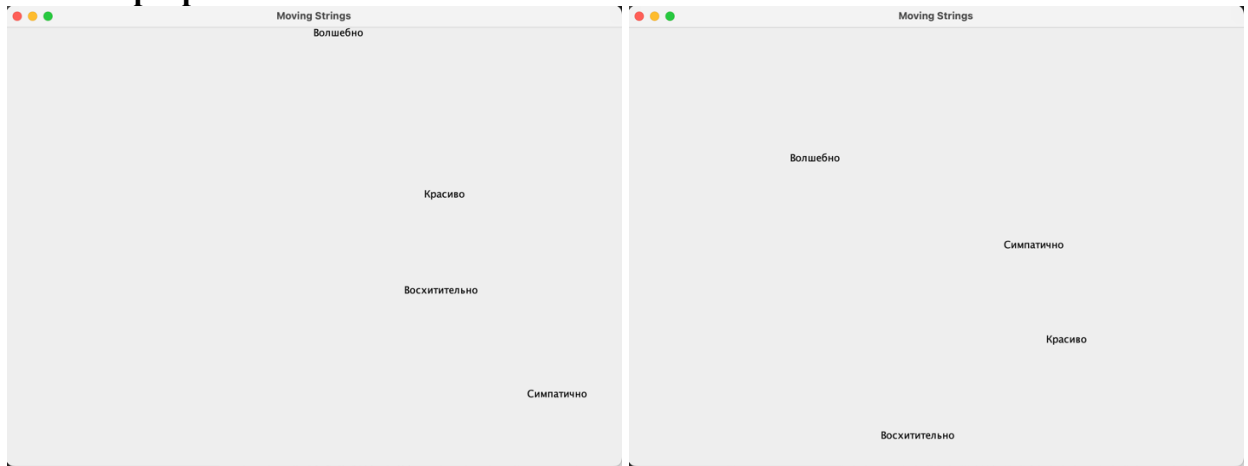 Moving Strings
Волшебно
Красиво
Восхитительно
Симпатично
Moving Strings
Волшебно
Симпатично
Красиво
Восхитительно